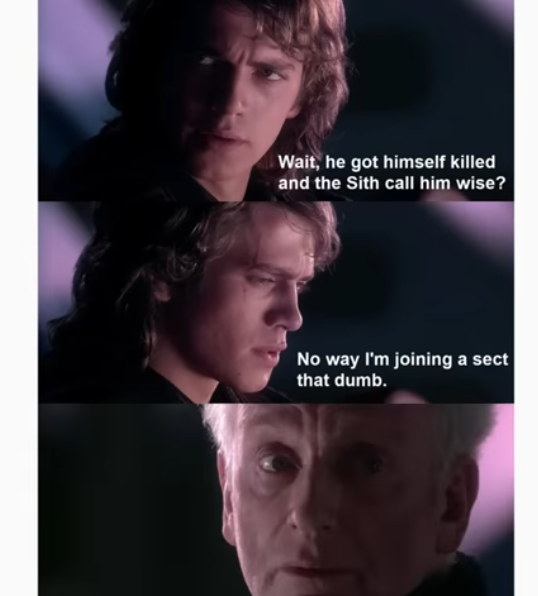 Wait, he got himself killed
and the Sith call him wise?
No way I'm joining a sect
that dumb.